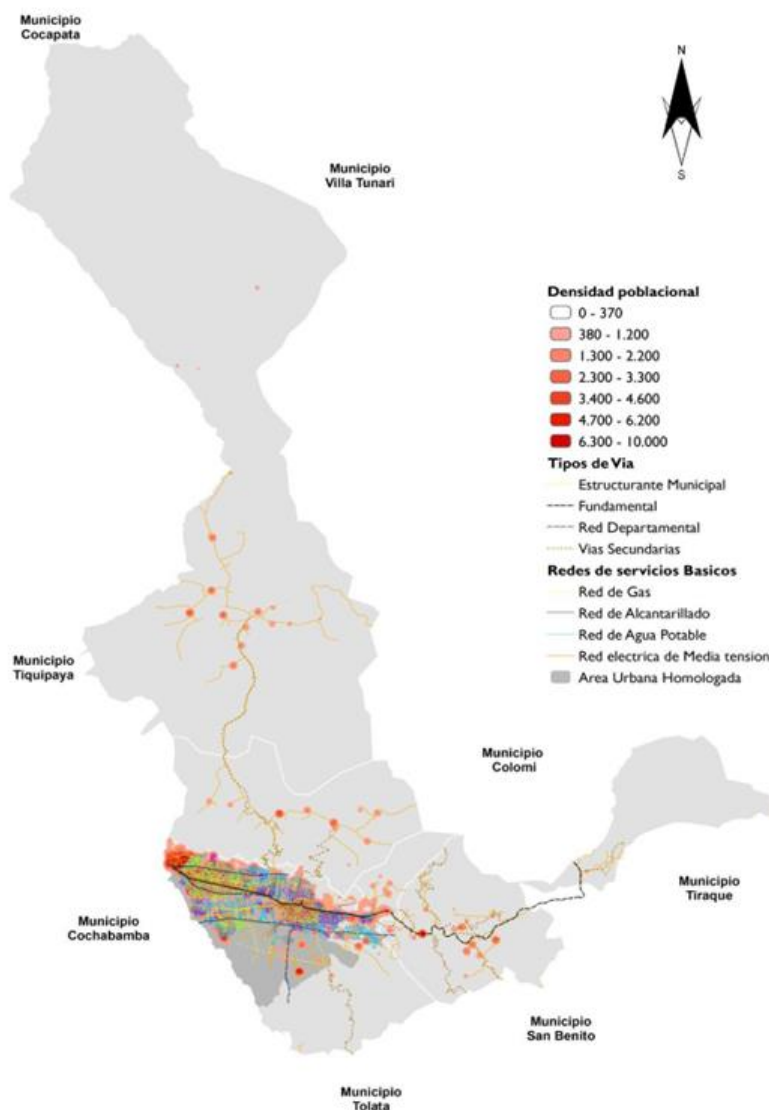 Municipio
Cocapata
N
S
Municipio
Villa Tunari
Densidad poblacional
0 - 370
380 - 1.200
1.300 - 2.200
2.300 - 3.300
3.400 - 4.600
4.700 - 6.200
6.300 - 10.000
Tipos de Via
Estructurante Municipal
Fundamental
Red Departamental
Vias Secundarias
Redes de servicios Basicos
Red de Gas
Red de Alcantarillado
Red de Agua Potable
Red electrica de Media tension
Area Urbana Homologada
Municipio
Tiquipaya
Municipio
Colomi
Municipio
Tiraque
Municipio
Cochabamba
Municipio
San Benito
Municipio
Tolata